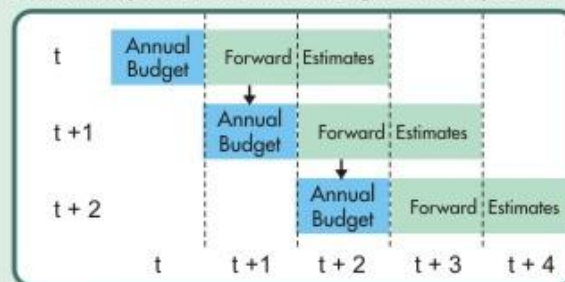 t
Annual
Budget
Forward Estimates
t +1
Annual
Budget
Forward Estimates
t + 2
Annual
Budget
Forward Estimates
t
t +1
t + 2
t + 3
t + 4